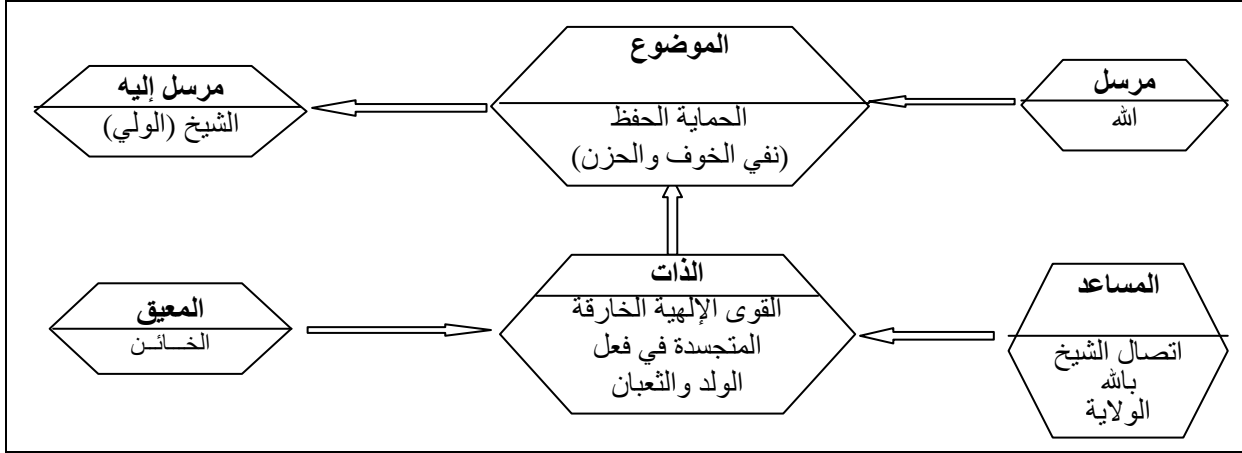 مرسل
الله
الموضوع
الحماية الحفظ
(نفي الخوف والحزن)
مرسل إليه
الشيخ (الولي)
المساعد
اتصال الشيخ
بالله
الولاية
الذات
القوى الإلهية الخارقة
المتجسدة في فعل
الولد والثعبان
المعيق
الخــائـن